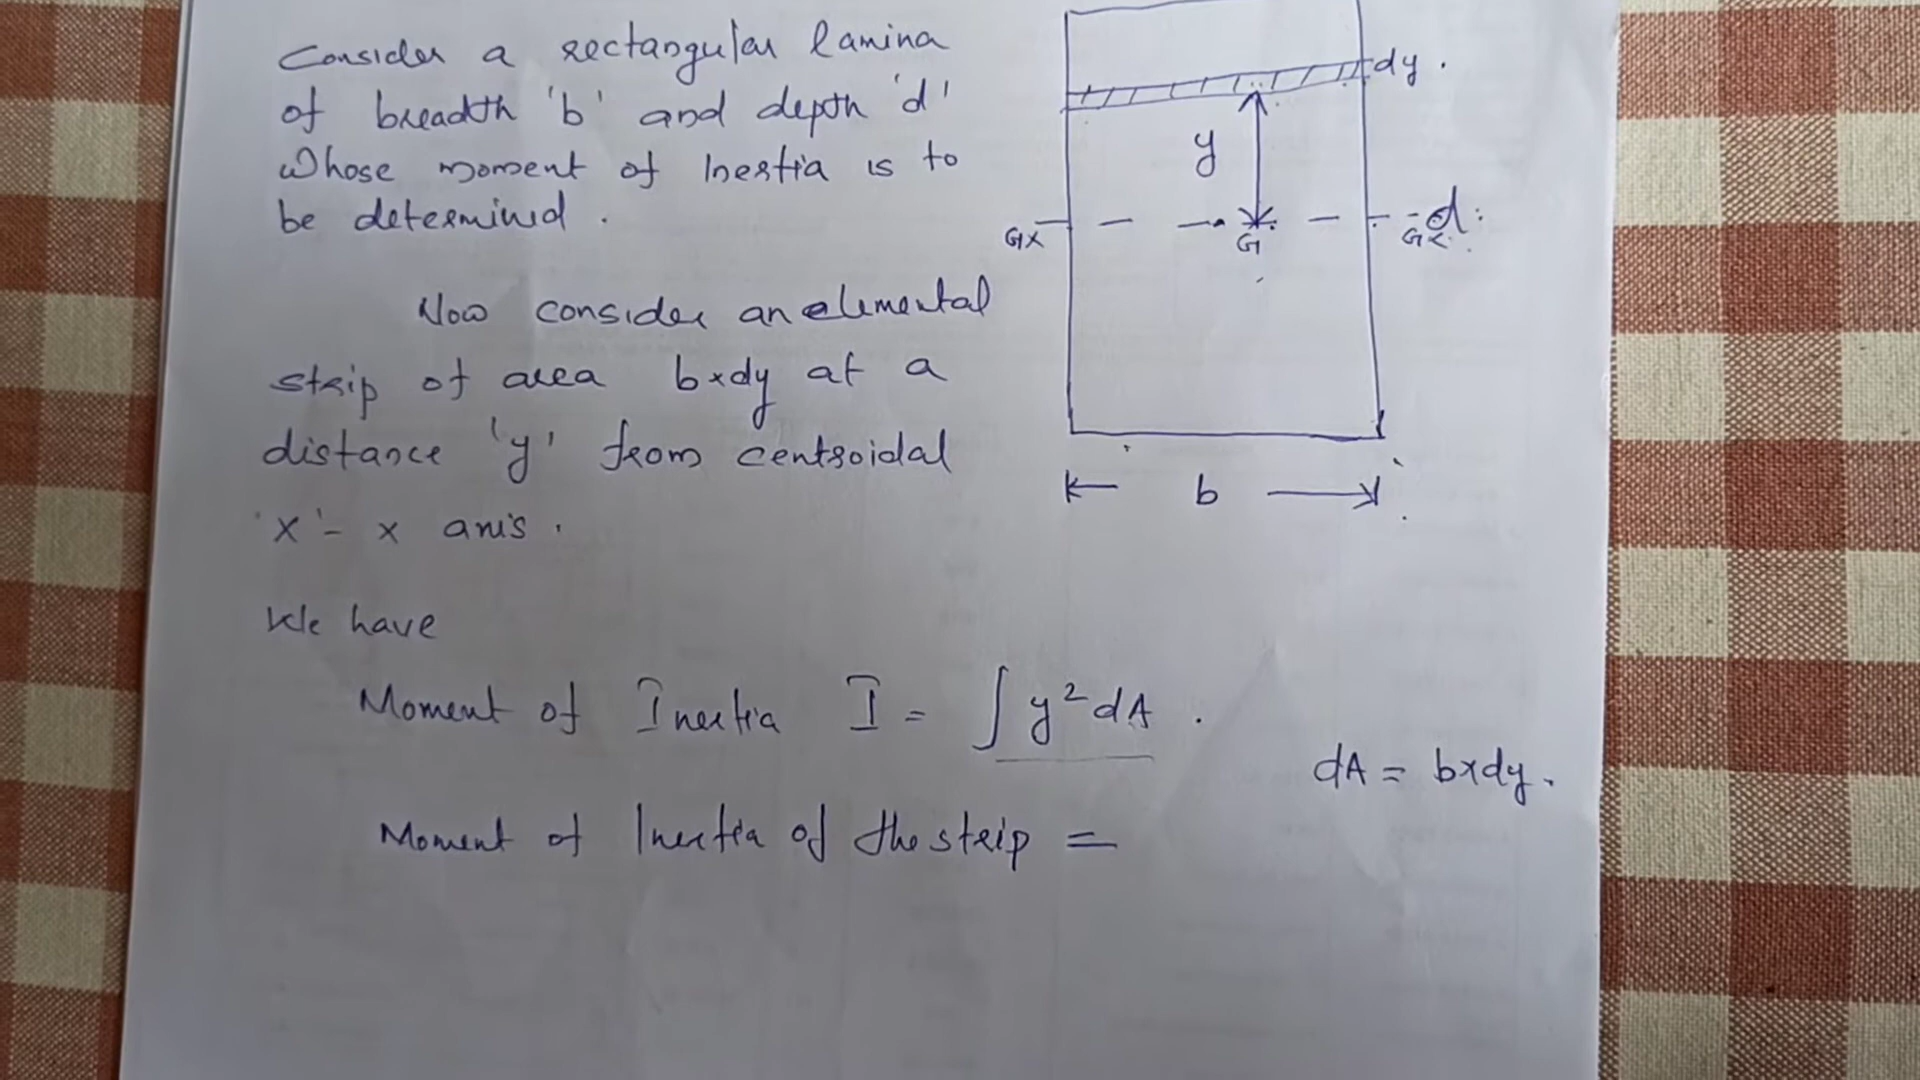 Consider a rectangular lamina
of breadth 'b' and depth 'd'
whose moment of Inertia is to
be determined .
Now consider an elemental
strip of area b×dy at a
distance 'y' from centroidal
x - x axis .
We have
Moment of Inertia I = ∫ y² dA .
dA = b×dy .
Moment of Inertia of the strip =
dy .
y
Gx
G
d
Gx
b